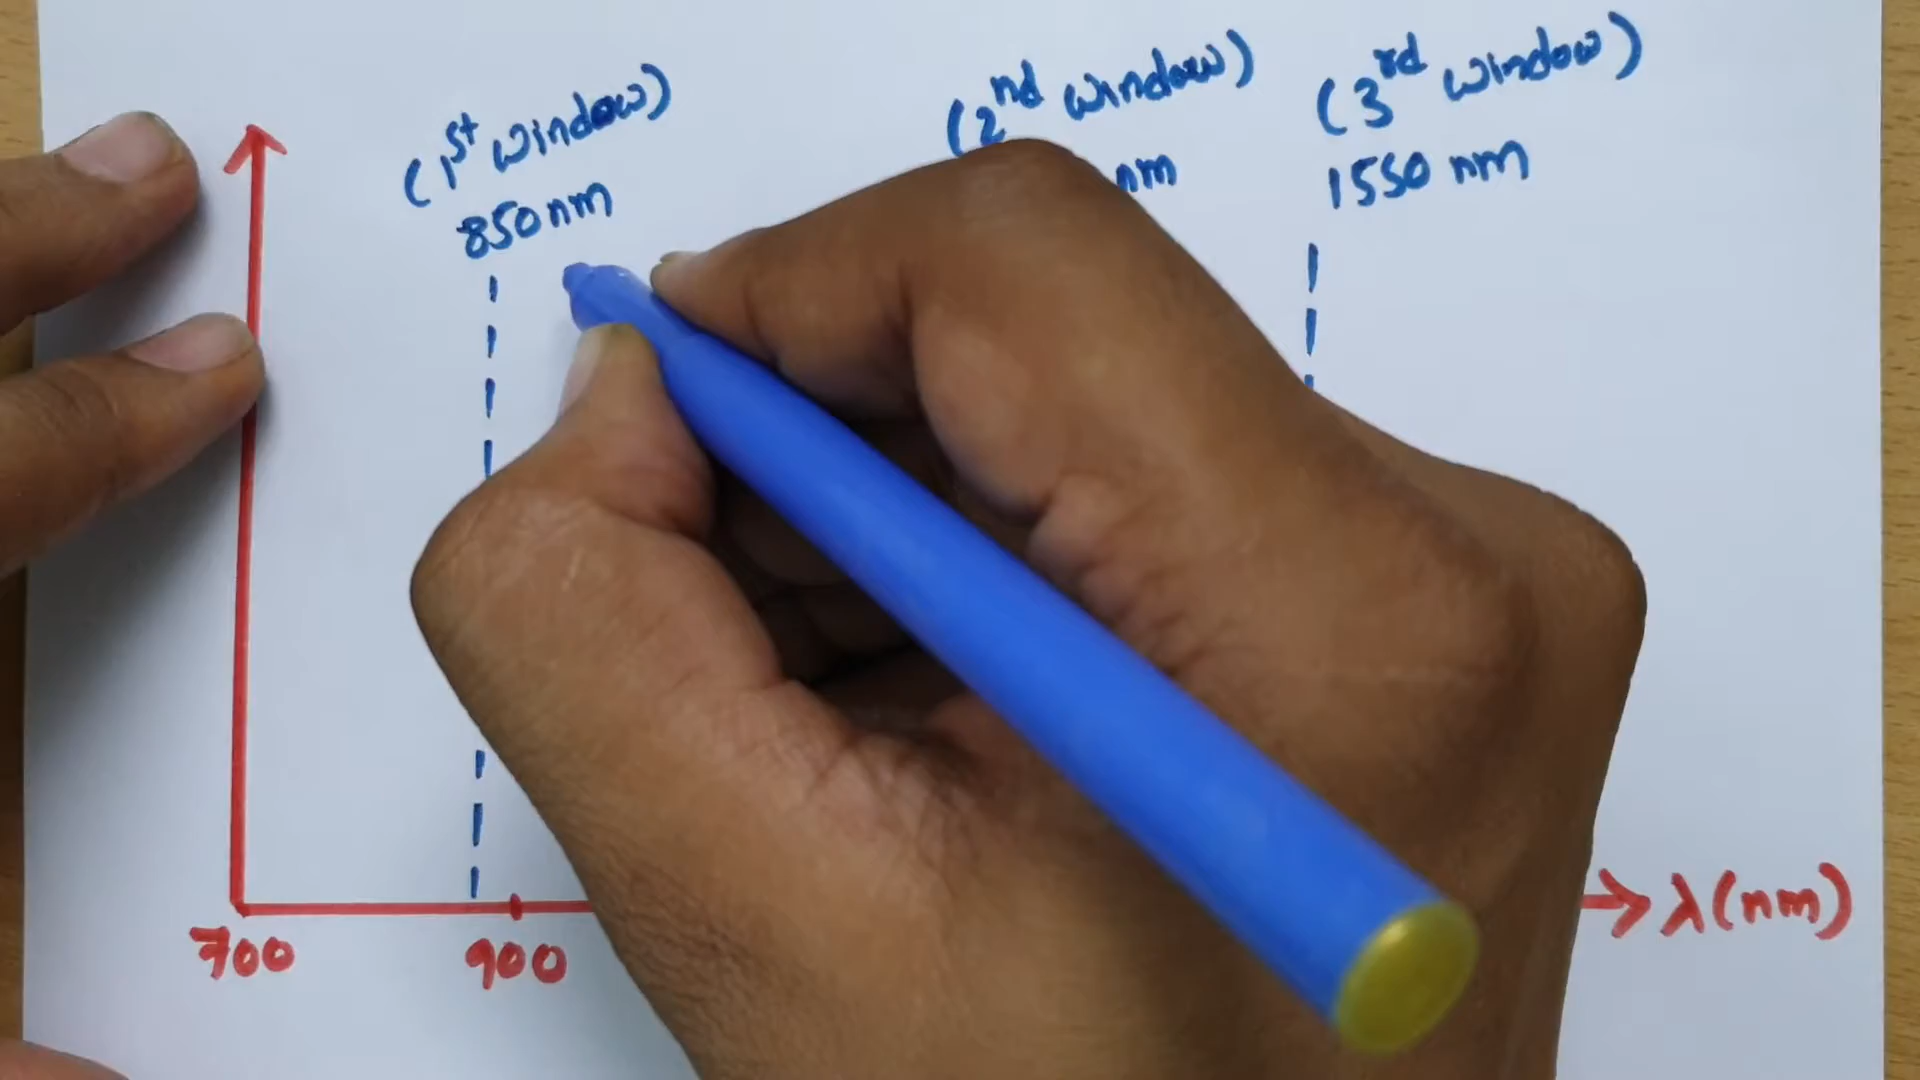 (1st window)
850 nm
(2nd window)
nm
(3rd window)
1550 nm
700
900
λ(nm)